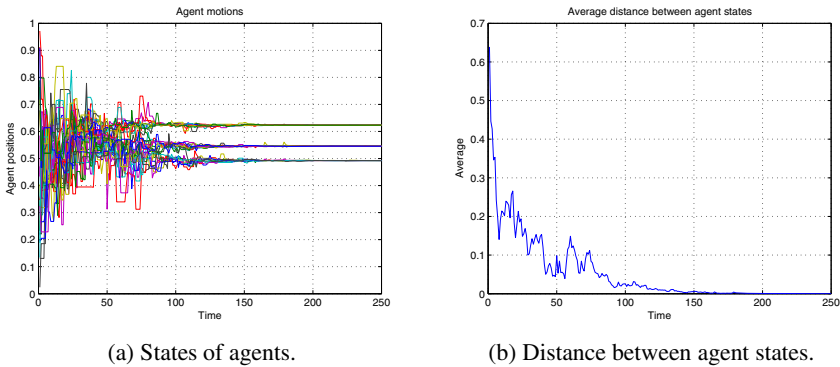 Agent motions
1
0.9
0.8
0.7
0.6
0.5
0.4
0.3
0.2
0.1
0
Agent positions
0 50 100 150 200 250
Time
(a) States of agents.
Average distance between agent states
0.7
0.6
0.5
0.4
0.3
0.2
0.1
0
Average
0 50 100 150 200 250
Time
(b) Distance between agent states.